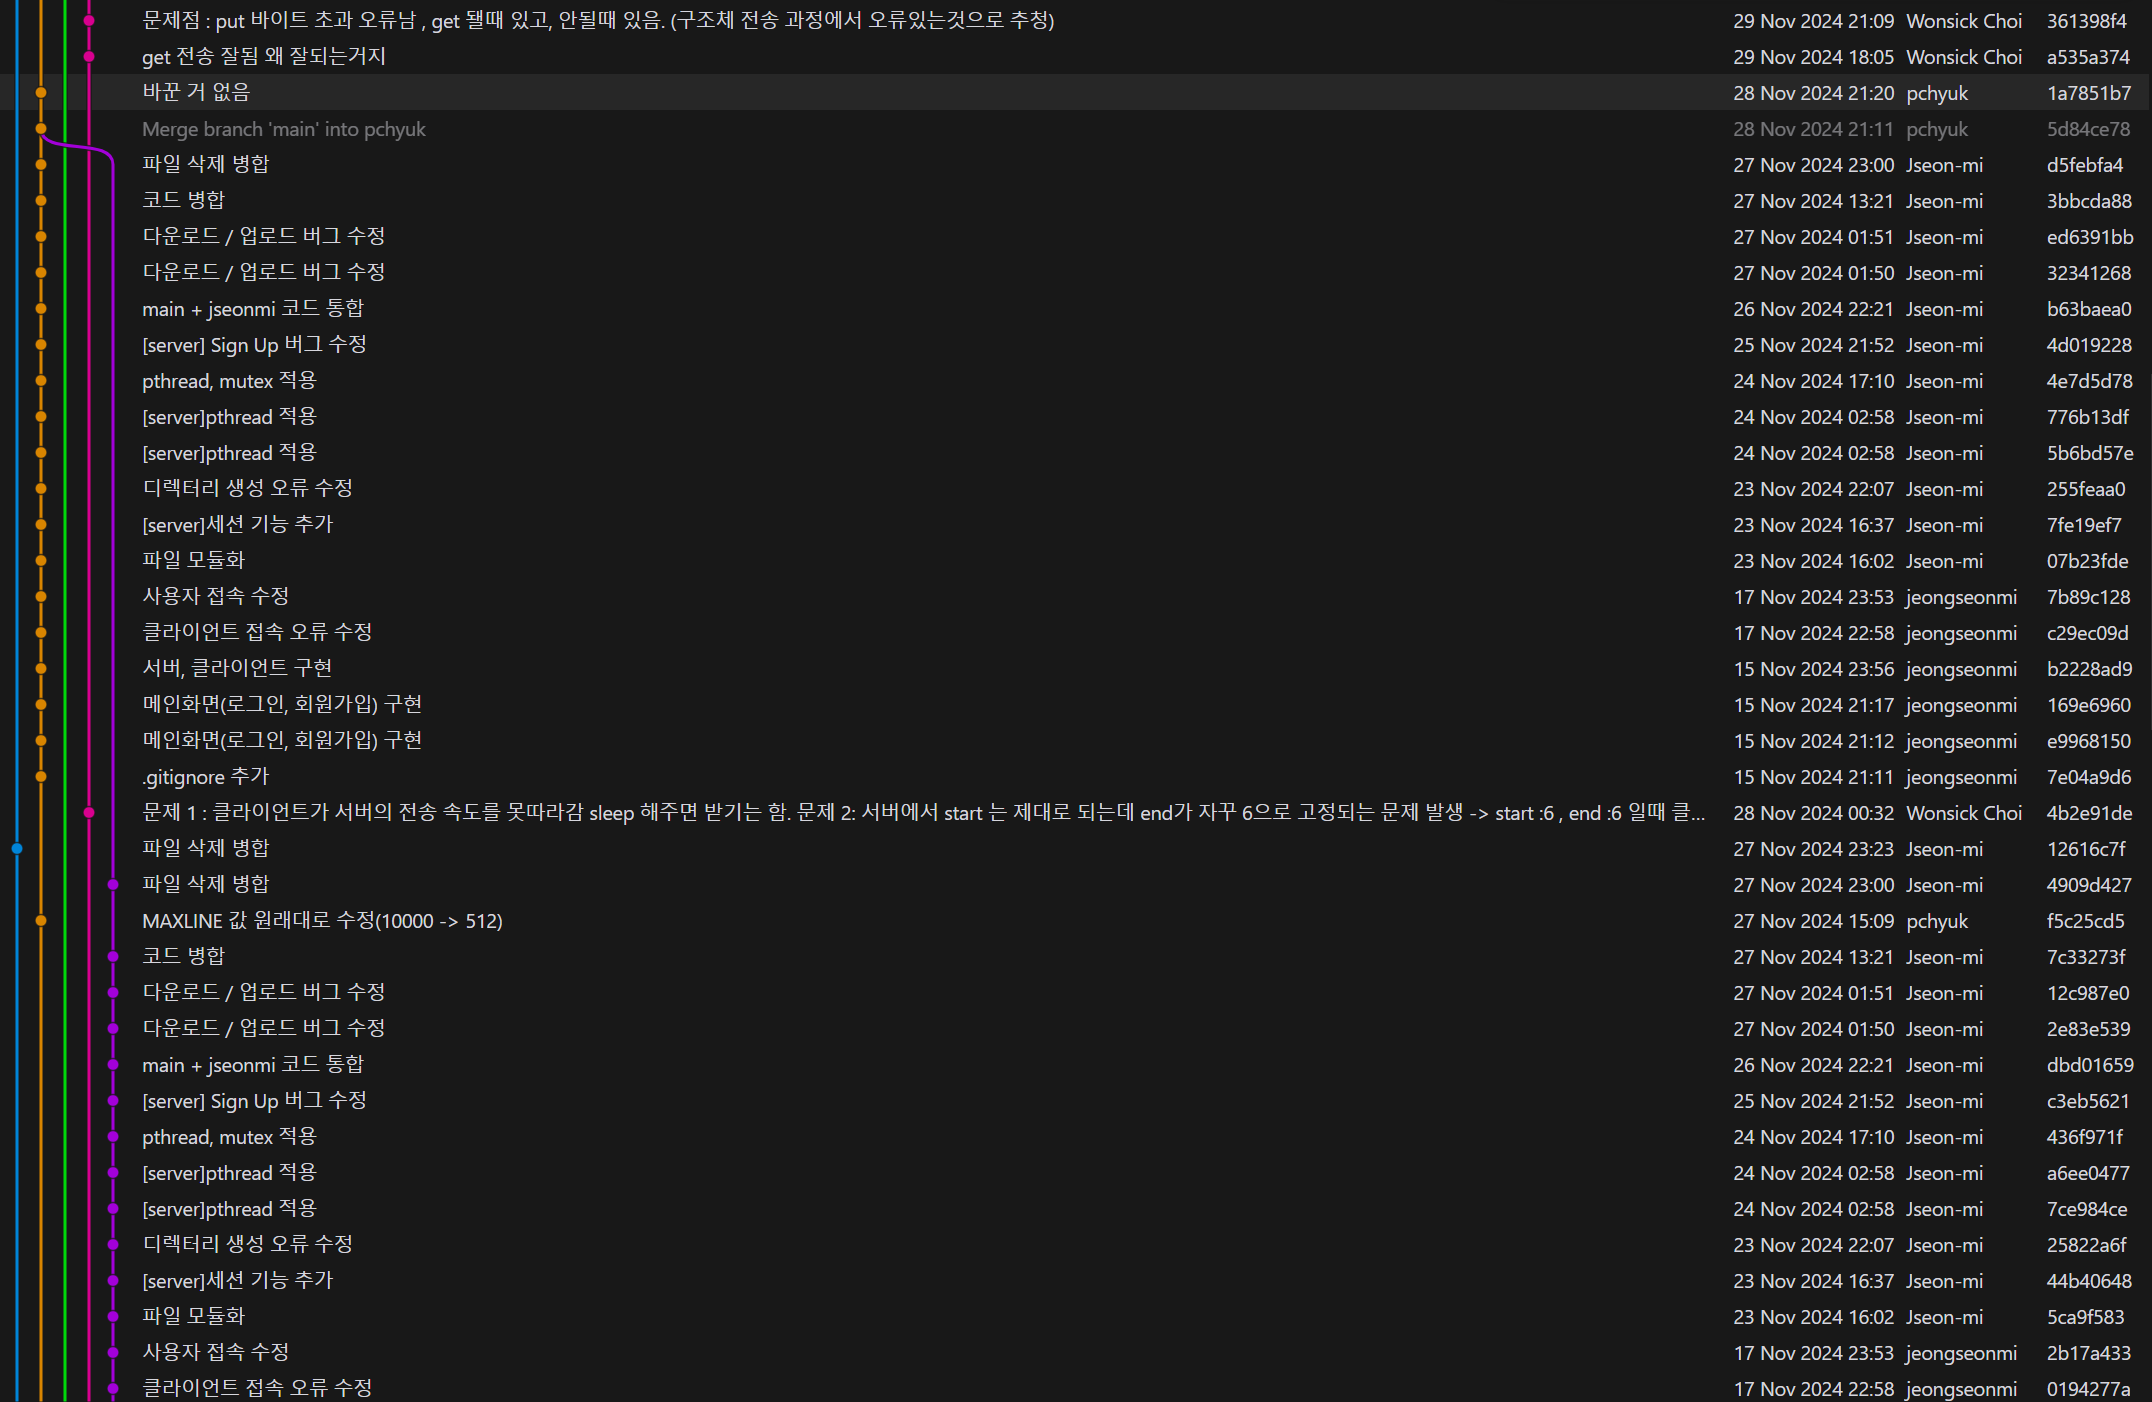 문제점 : put 바이트 초과 오류남 , get 됄때 있고, 안될때 있음. (구조체 전송 과정에서 오류있는것으로 추청) 29 Nov 2024 21:09 Wonsick Choi 361398f4
get 전송 잘됨 왜 잘되는거지 29 Nov 2024 18:05 Wonsick Choi a535a374
바꾼 거 없음 28 Nov 2024 21:20 pchyuk 1a7851b7
Merge branch 'main' into pchyuk 28 Nov 2024 21:11 pchyuk 5d84ce78
파일 삭제 병합 27 Nov 2024 23:00 Jseon-mi d5febfa4
코드 병합 27 Nov 2024 13:21 Jseon-mi 3bbcda88
다운로드 / 업로드 버그 수정 27 Nov 2024 01:51 Jseon-mi ed6391bb
다운로드 / 업로드 버그 수정 27 Nov 2024 01:50 Jseon-mi 32341268
main + jseonmi 코드 통합 26 Nov 2024 22:21 Jseon-mi b63baea0
[server] Sign Up 버그 수정 25 Nov 2024 21:52 Jseon-mi 4d019228
pthread, mutex 적용 24 Nov 2024 17:10 Jseon-mi 4e7d5d78
[server]pthread 적용 24 Nov 2024 02:58 Jseon-mi 776b13df
[server]pthread 적용 24 Nov 2024 02:58 Jseon-mi 5b6bd57e
디렉터리 생성 오류 수정 23 Nov 2024 22:07 Jseon-mi 255feaa0
[server]세션 기능 추가 23 Nov 2024 16:37 Jseon-mi 7fe19ef7
파일 모듈화 23 Nov 2024 16:02 Jseon-mi 07b23fde
사용자 접속 수정 17 Nov 2024 23:53 jeongseonmi 7b89c128
클라이언트 접속 오류 수정 17 Nov 2024 22:58 jeongseonmi c29ec09d
서버, 클라이언트 구현 15 Nov 2024 23:56 jeongseonmi b2228ad9
메인화면(로그인, 회원가입) 구현 15 Nov 2024 21:17 jeongseonmi 169e6960
메인화면(로그인, 회원가입) 구현 15 Nov 2024 21:12 jeongseonmi e9968150
.gitignore 추가 15 Nov 2024 21:11 jeongseonmi 7e04a9d6
문제 1 : 클라이언트가 서버의 전송 속도를 못따라감 sleep 해주면 받기는 함. 문제 2: 서버에서 start 는 제대로 되는데 end가 자꾸 6으로 고정되는 문제 발생 -> start :6 , end :6 일때 클... 28 Nov 2024 00:32 Wonsick Choi 4b2e91de
파일 삭제 병합 27 Nov 2024 23:23 Jseon-mi 12616c7f
파일 삭제 병합 27 Nov 2024 23:00 Jseon-mi 4909d427
MAXLINE 값 원래대로 수정(10000 -> 512) 27 Nov 2024 15:09 pchyuk f5c25cd5
코드 병합 27 Nov 2024 13:21 Jseon-mi 7c33273f
다운로드 / 업로드 버그 수정 27 Nov 2024 01:51 Jseon-mi 12c987e0
다운로드 / 업로드 버그 수정 27 Nov 2024 01:50 Jseon-mi 2e83e539
main + jseonmi 코드 통합 26 Nov 2024 22:21 Jseon-mi dbd01659
[server] Sign Up 버그 수정 25 Nov 2024 21:52 Jseon-mi c3eb5621
pthread, mutex 적용 24 Nov 2024 17:10 Jseon-mi 436f971f
[server]pthread 적용 24 Nov 2024 02:58 Jseon-mi a6ee0477
[server]pthread 적용 24 Nov 2024 02:58 Jseon-mi 7ce984ce
디렉터리 생성 오류 수정 23 Nov 2024 22:07 Jseon-mi 25822a6f
[server]세션 기능 추가 23 Nov 2024 16:37 Jseon-mi 44b40648
파일 모듈화 23 Nov 2024 16:02 Jseon-mi 5ca9f583
사용자 접속 수정 17 Nov 2024 23:53 jeongseonmi 2b17a433
클라이언트 접속 오류 수정 17 Nov 2024 22:58 jeongseonmi 0194277a